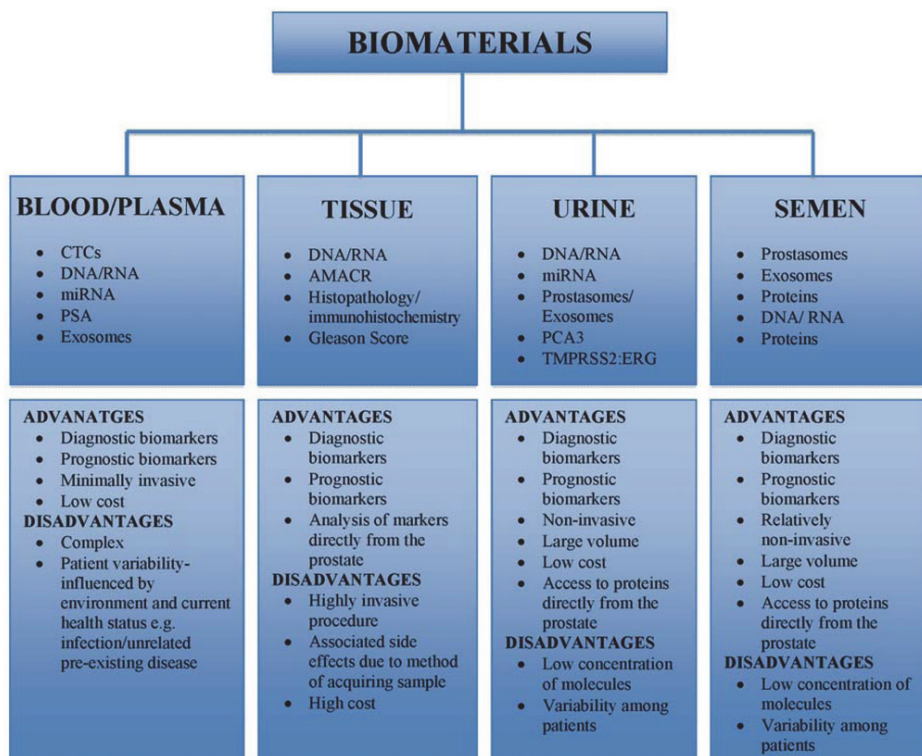 BIOMATERIALS
BLOOD/PLASMA
• CTCs
• DNA/RNA
• miRNA
• PSA
• Exosomes
TISSUE
• DNA/RNA
• AMACR
• Histopathology/
immunohistochemistry
• Gleason Score
URINE
• DNA/RNA
• miRNA
• Prostasomes/
Exosomes
• PCA3
• TMPRSS2:ERG
SEMEN
• Prostasomes
• Exosomes
• Proteins
• DNA/ RNA
• Proteins
ADVANATGES
• Diagnostic biomarkers
• Prognostic biomarkers
• Minimally invasive
• Low cost
DISADVANTAGES
• Complex
• Patient variability-
influenced by
environment and current
health status e.g.
infection/unrelated
pre-existing disease
ADVANTAGES
• Diagnostic
biomarkers
• Prognostic
biomarkers
• Analysis of markers
directly from the
prostate
DISADVANTAGES
• Highly invasive
procedure
• Associated side
effects due to method
of acquiring sample
• High cost
ADVANTAGES
• Diagnostic
biomarkers
• Prognostic
biomarkers
• Non-invasive
• Large volume
• Low cost
• Access to proteins
directly from the
prostate
DISADVANTAGES
• Low concentration
of molecules
• Variability among
patients
ADVANTAGES
• Diagnostic
biomarkers
• Prognostic
biomarkers
• Relatively
non-invasive
• Large volume
• Low cost
• Access to proteins
directly from the
prostate
DISADVANTAGES
• Low concentration of
molecules
• Variability among
patients